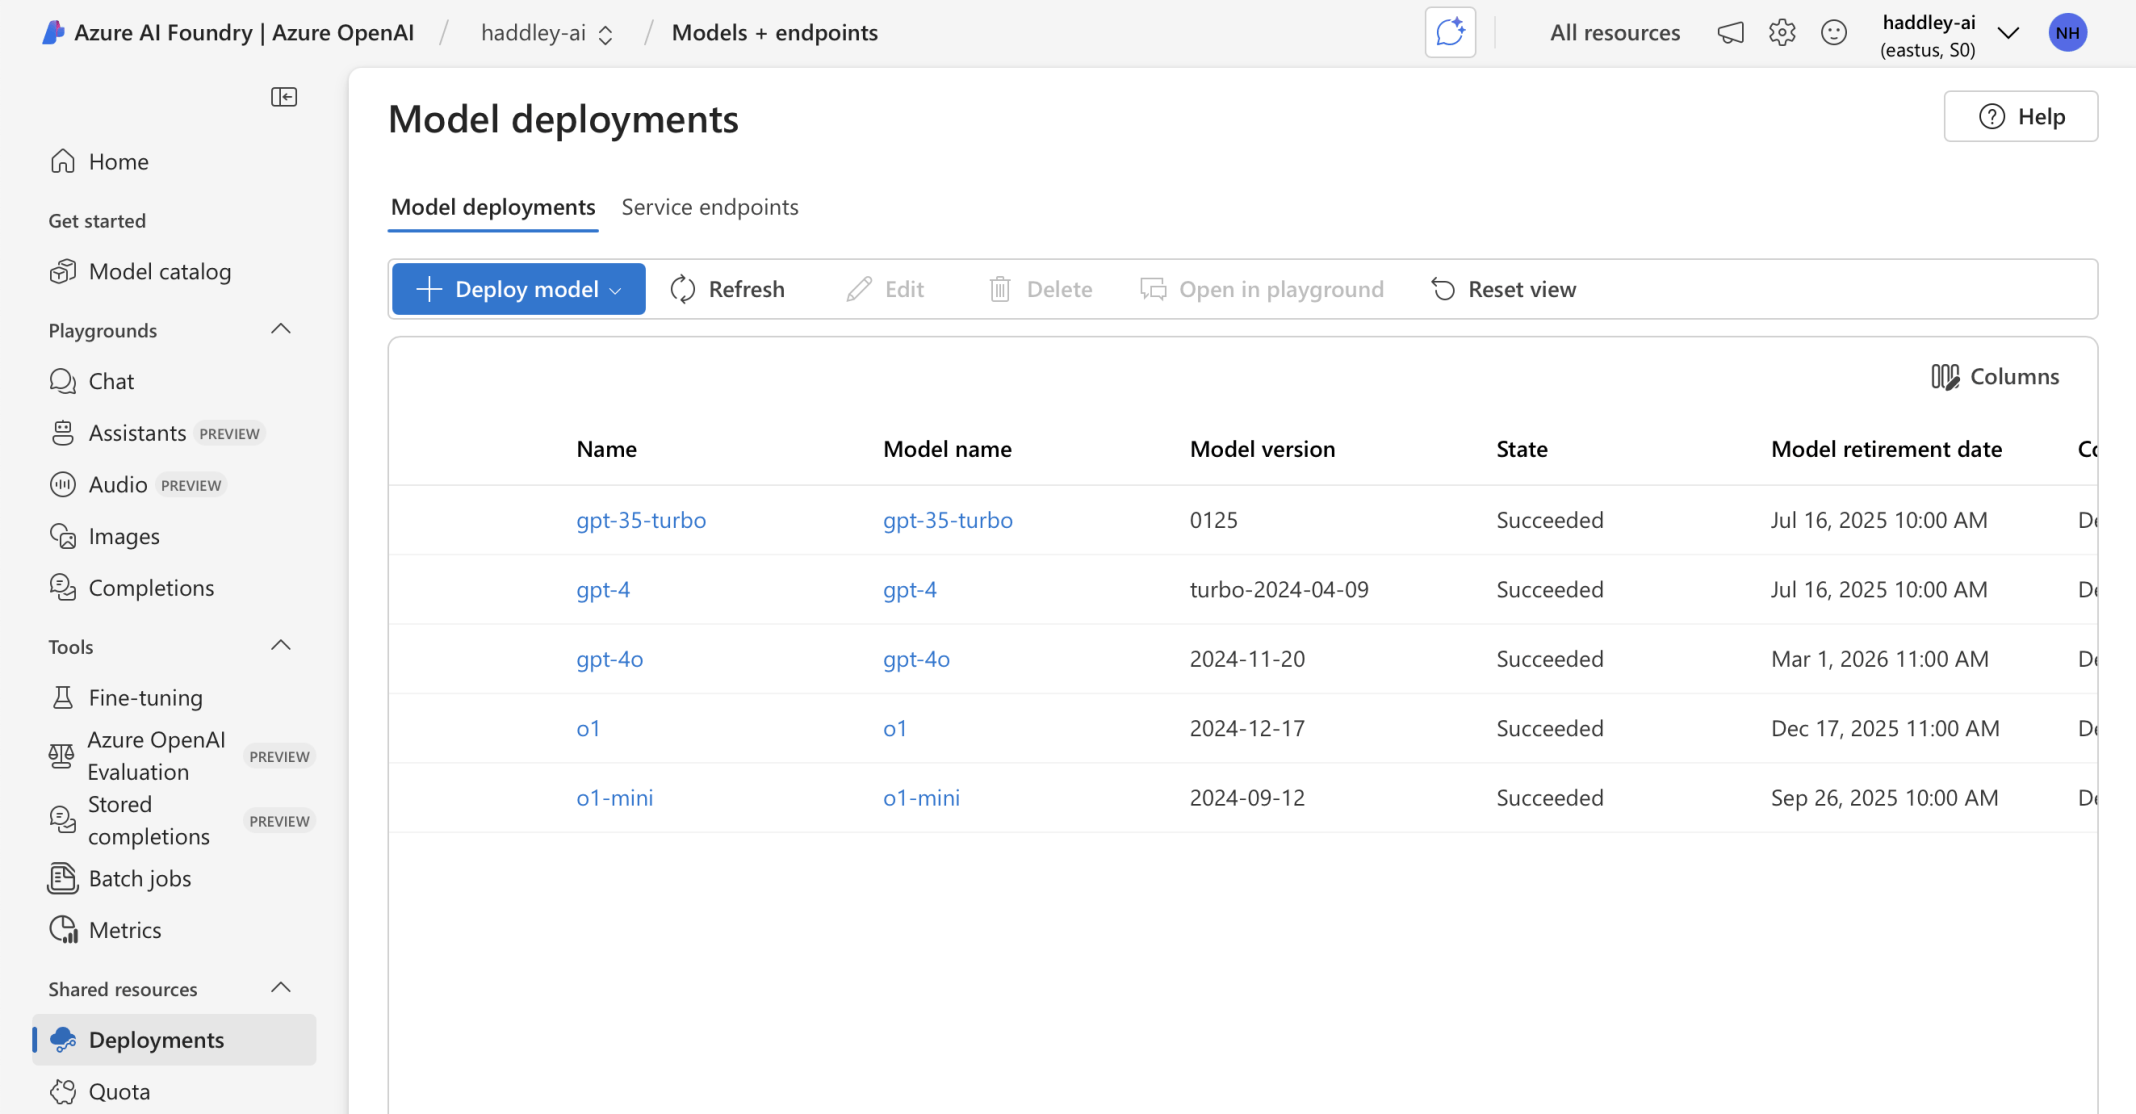 Azure AI Foundry | Azure OpenAI / haddley-ai / Models + endpoints
All resources
haddley-ai
(eastus, S0)
NH
Home
Get started
Model catalog
Playgrounds
Chat
Assistants PREVIEW
Audio PREVIEW
Images
Completions
Tools
Fine-tuning
Azure OpenAI
Evaluation
PREVIEW
Stored
completions
PREVIEW
Batch jobs
Metrics
Shared resources
Deployments
Quota
Model deployments
Help
Model deployments Service endpoints
Deploy model Refresh Edit Delete Open in playground Reset view
Columns
Name Model name Model version State Model retirement date
gpt-35-turbo gpt-35-turbo 0125 Succeeded Jul 16, 2025 10:00 AM
gpt-4 gpt-4 turbo-2024-04-09 Succeeded Jul 16, 2025 10:00 AM
gpt-4o gpt-4o 2024-11-20 Succeeded Mar 1, 2026 11:00 AM
o1 o1 2024-12-17 Succeeded Dec 17, 2025 11:00 AM
o1-mini o1-mini 2024-09-12 Succeeded Sep 26, 2025 10:00 AM